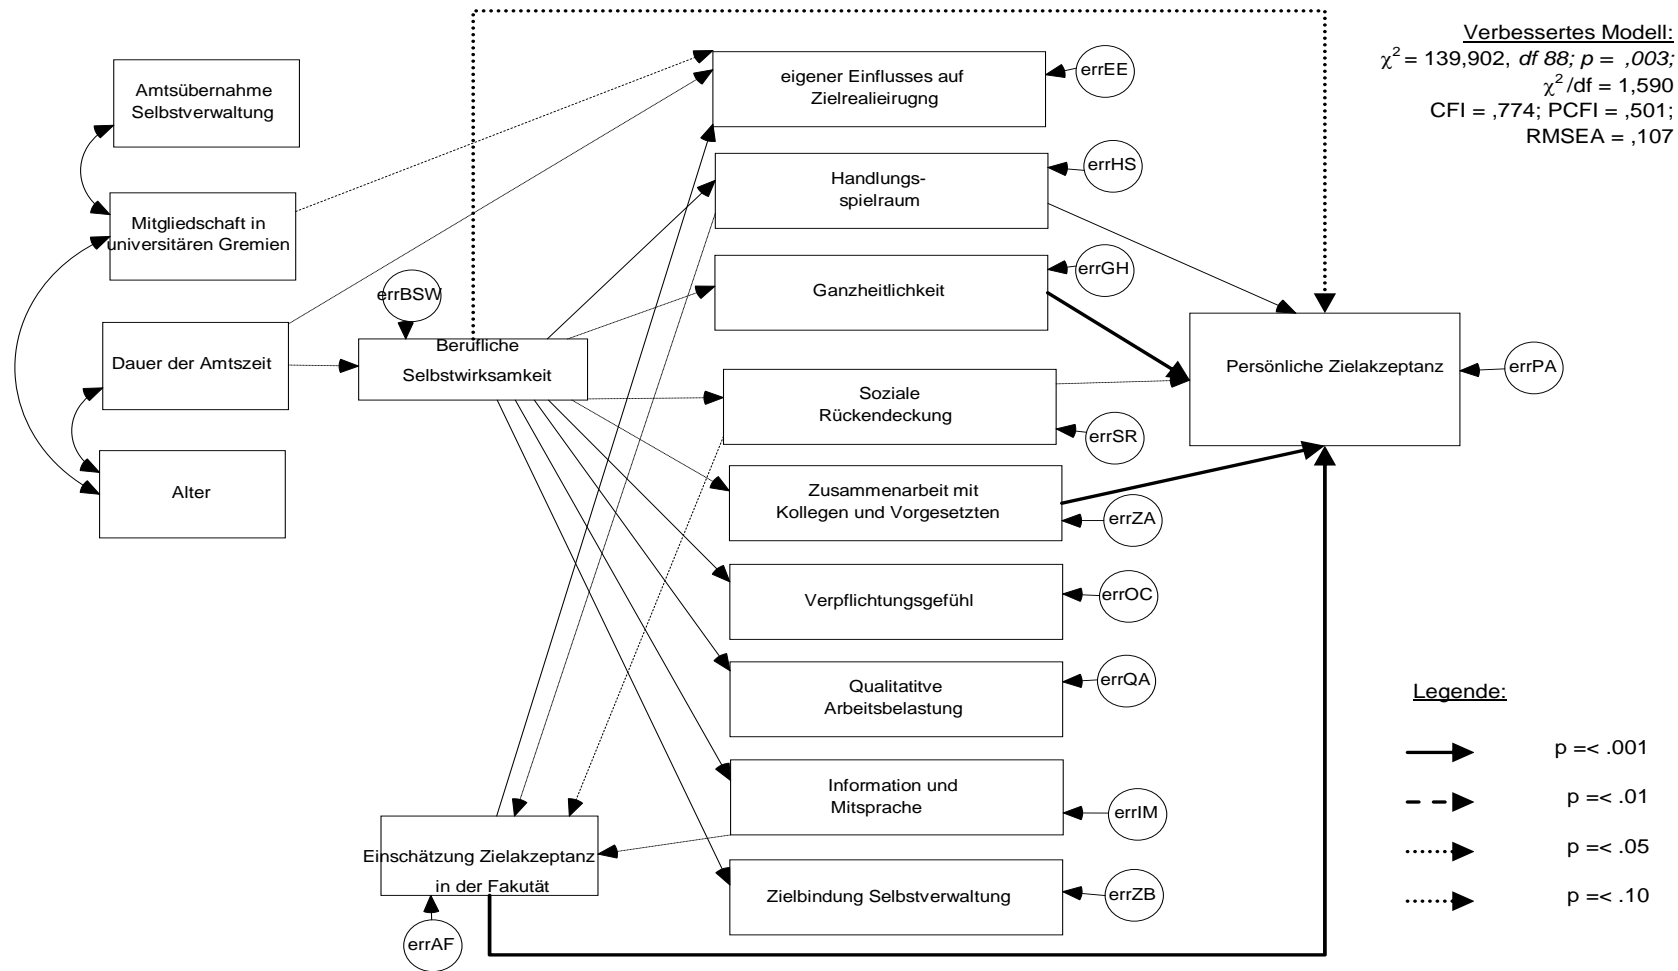 Verbessertes Modell:
χ² = 139,902, df 88; p = ,003;
χ²/df = 1,590
CFI = ,774; PCFI = ,501;
RMSEA = ,107
Amtsübernahme
Selbstverwaltung
Mitgliedschaft in
universitären Gremien
Dauer der Amtszeit
Alter
errBSW
Berufliche
Selbstwirksamkeit
eigener Einflusses auf
Zielrealieirugng
errEE
Handlungs-
spielraum
errHS
Ganzheitlichkeit
errGH
Soziale
Rückendeckung
errSR
Zusammenarbeit mit
Kollegen und Vorgesetzten
errZA
Verpflichtungsgefühl
errOC
Qualitatitve
Arbeitsbelastung
errQA
Information und
Mitsprache
errIM
Zielbindung Selbstverwaltung
errZB
Einschätzung Zielakzeptanz
in der Fakutät
errAF
Persönliche Zielakzeptanz
errPA
Legende:
p =< .001
p =< .01
p =< .05
p =< .10